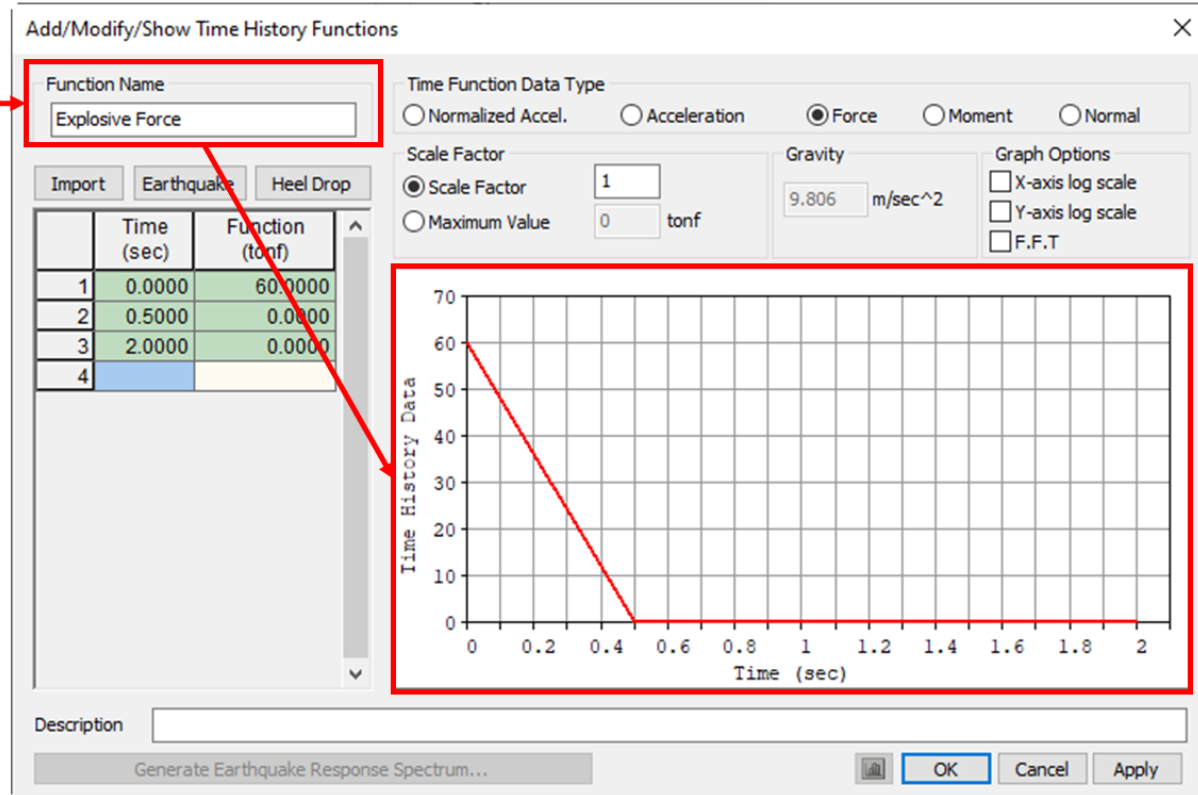 Add/Modify/Show Time History Functions
Function Name
Explosive Force
Import Earthquake Heel Drop
Time (sec) Function (tonf)
1 0.0000 60.0000
2 0.5000 0.0000
3 2.0000 0.0000
4
Time Function Data Type
Normalized Accel. Acceleration Force Moment Normal
Scale Factor
Scale Factor 1
Maximum Value 0 tonf
Gravity
9.806 m/sec^2
Graph Options
X-axis log scale
Y-axis log scale
F.F.T
Time History Data
70
60
50
40
30
20
10
0
0 0.2 0.4 0.6 0.8 1 1.2 1.4 1.6 1.8 2
Time (sec)
Description
Generate Earthquake Response Spectrum...
OK Cancel Apply